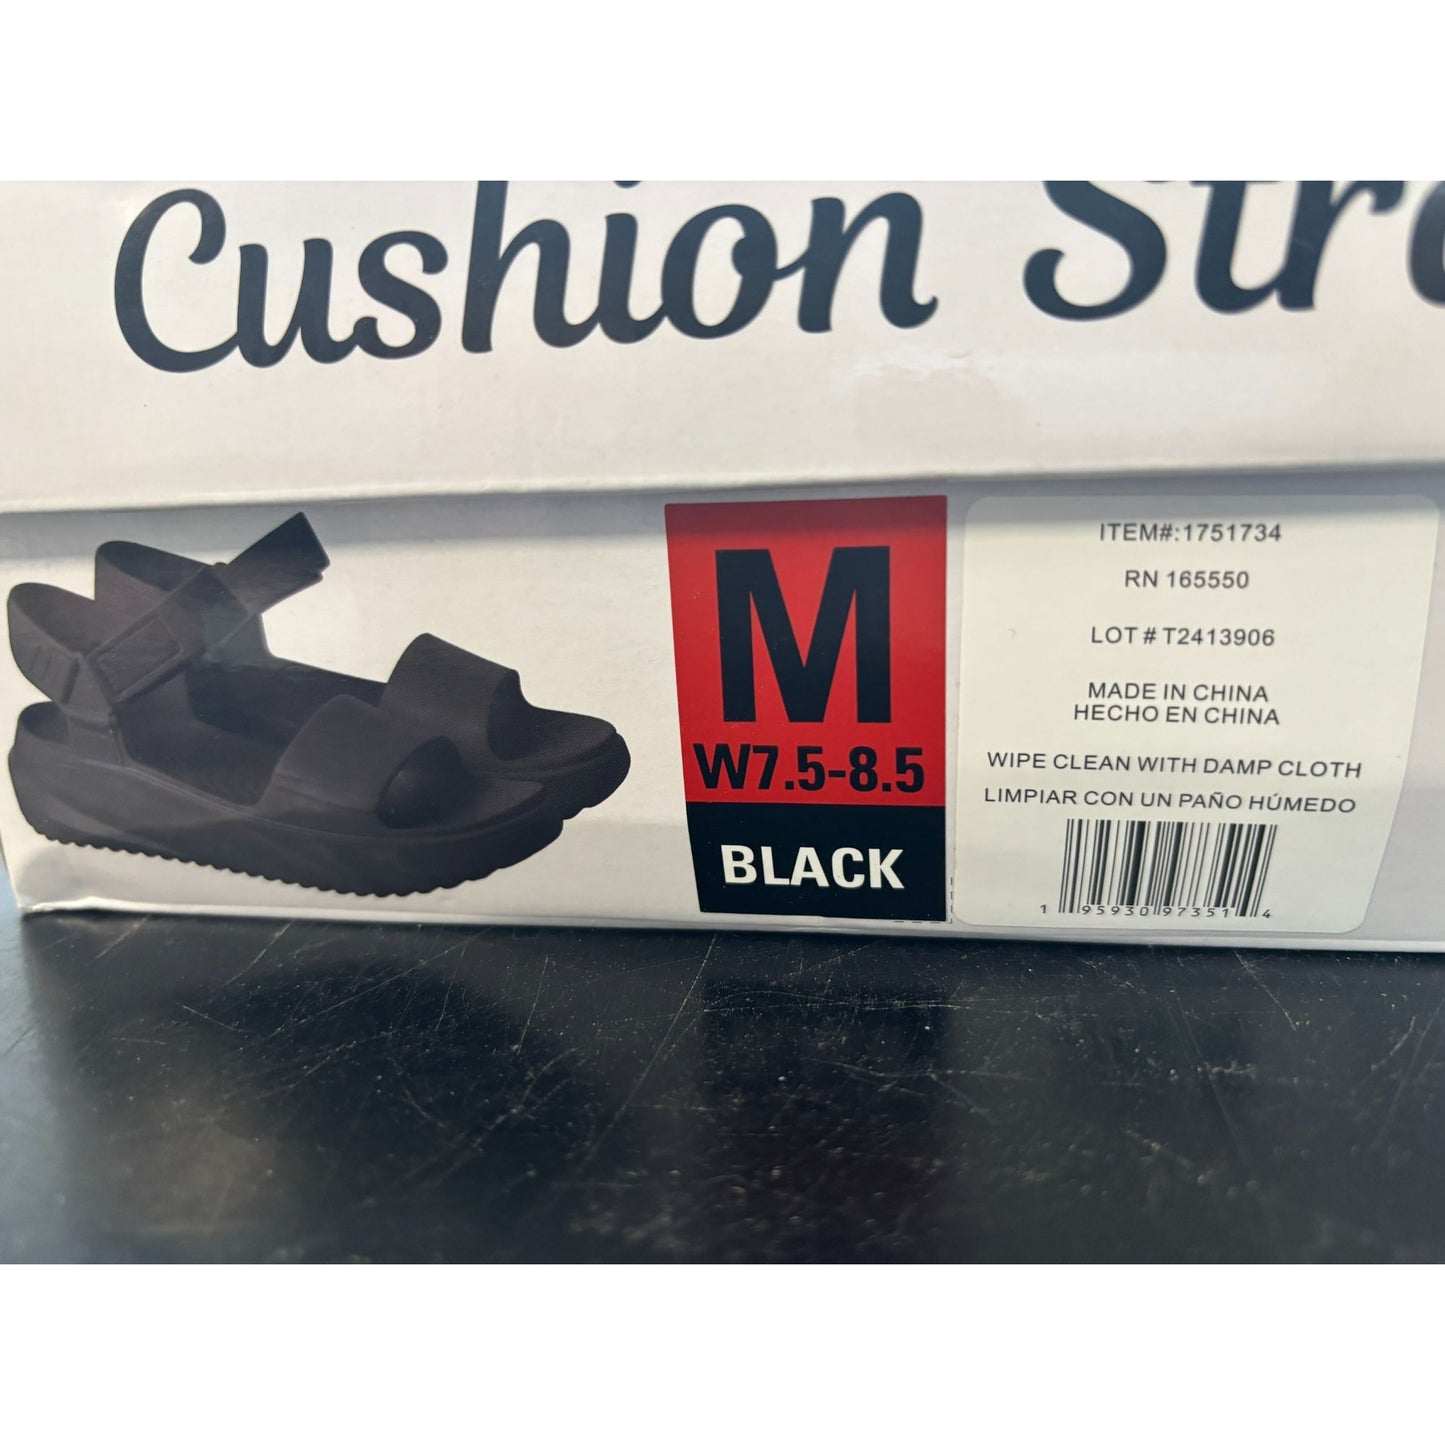 Cushion
M
W7.5-8.5
BLACK
ITEM#:1751734
RN 165550
LOT # T2413906
MADE IN CHINA
HECHO EN CHINA
WIPE CLEAN WITH DAMP CLOTH
LIMPIAR CON UN PAÑO HÚMEDO
1 95930 97351 4